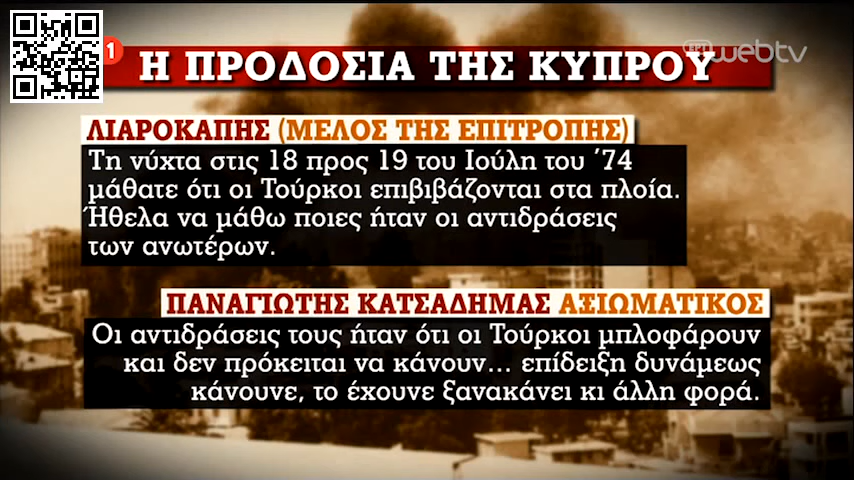 1
ΕΡΤ webtv
Η ΠΡΟΔΟΣΙΑ ΤΗΣ ΚΥΠΡΟΥ
ΛΙΑΡΟΚΑΠΗΣ (ΜΕΛΟΣ ΤΗΣ ΕΠΙΤΡΟΠΗΣ)
Τη νύχτα στις 18 προς 19 του Ιούλη του ’74
μάθατε ότι οι Τούρκοι επιβιβάζονται στα πλοία.
Ήθελα να μάθω ποιες ήταν οι αντιδράσεις
των ανωτέρων.
ΠΑΝΑΓΙΩΤΗΣ ΚΑΤΣΑΔΗΜΑΣ ΑΞΙΩΜΑΤΙΚΟΣ
Οι αντιδράσεις τους ήταν ότι οι Τούρκοι μπλοφάρουν
και δεν πρόκειται να κάνουν... επίδειξη δυνάμεως
κάνουνε, το έχουνε ξανακάνει κι άλλη φορά.